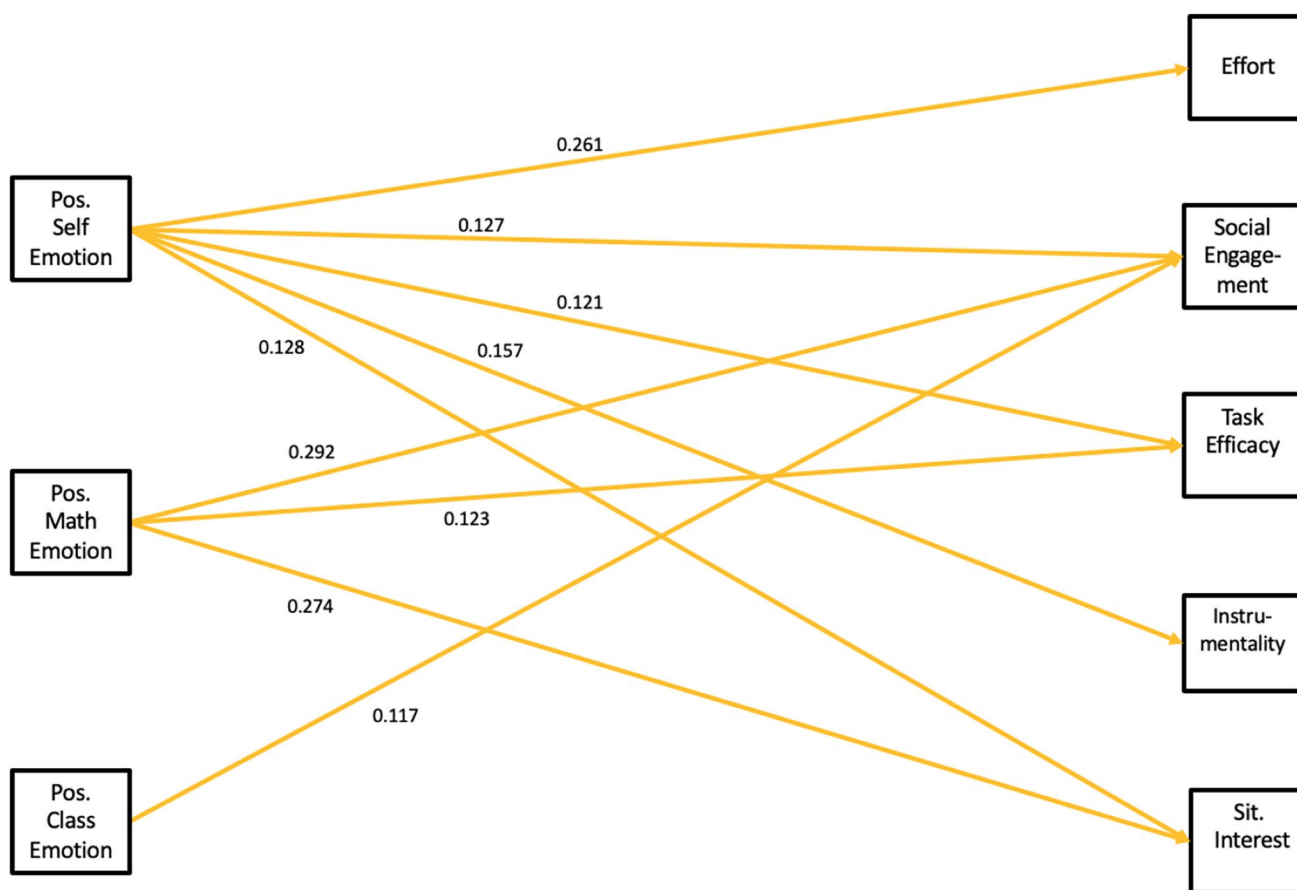 Effort
0.261
Pos.
Self
Emotion
0.127
Social
Engage-
ment
0.121
0.128
0.157
Task
Efficacy
0.292
Pos.
Math
Emotion
0.123
0.274
Instru-
mentality
0.117
Pos.
Class
Emotion
Sit.
Interest